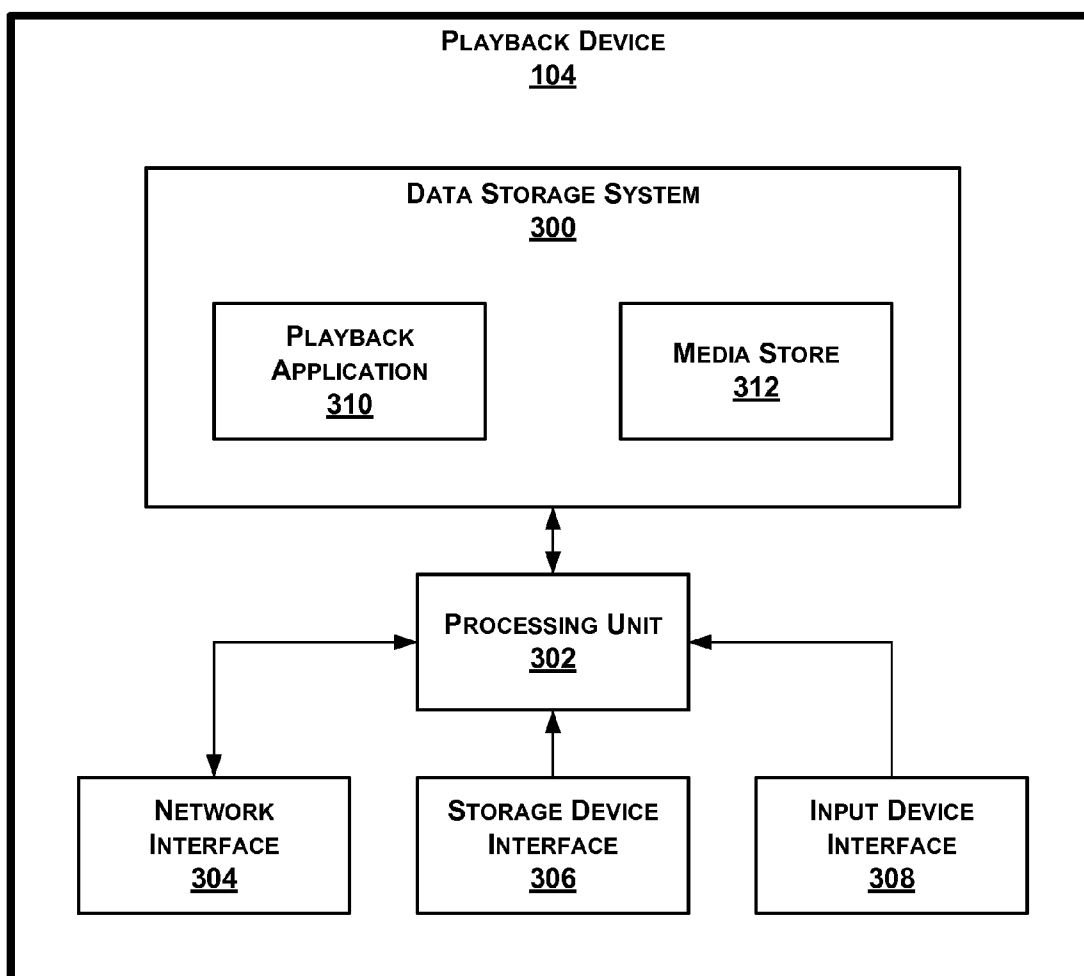 PLAYBACK DEVICE
104
DATA STORAGE SYSTEM
300
PLAYBACK
APPLICATION
310
MEDIA STORE
312
PROCESSING UNIT
302
NETWORK
INTERFACE
304
STORAGE DEVICE
INTERFACE
306
INPUT DEVICE
INTERFACE
308